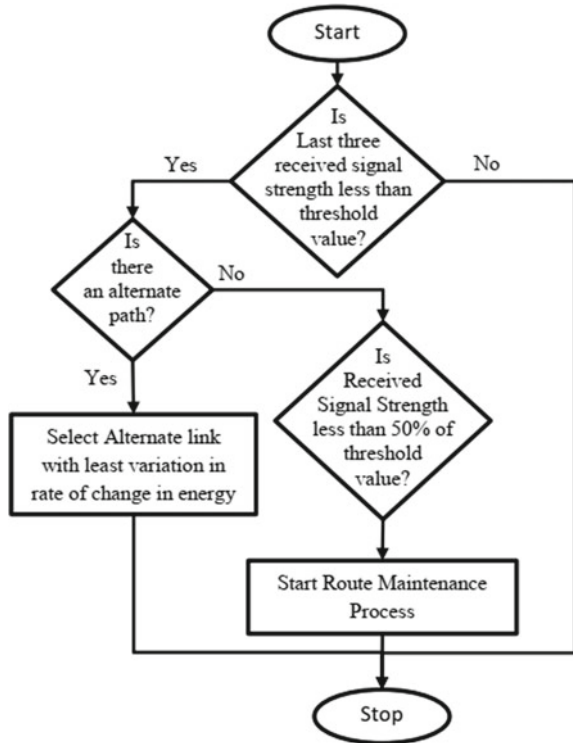 Start
Is
Last three
received signal
strength less than
threshold
value?
Yes
No
Is
there
an alternate
path?
No
Yes
Is
Received
Signal Strength
less than 50% of
threshold
value?
Select Alternate link
with least variation in
rate of change in energy
Start Route Maintenance
Process
Stop